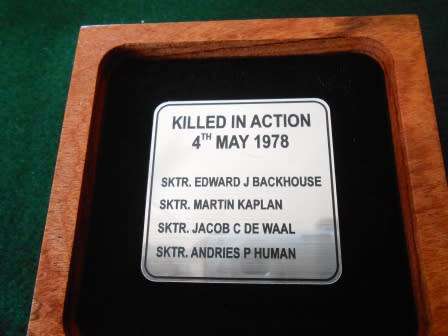 KILLED IN ACTION
4TH MAY 1978
SKTR. EDWARD J BACKHOUSE
SKTR. MARTIN KAPLAN
SKTR. JACOB C DE WAAL
SKTR. ANDRIES P HUMAN